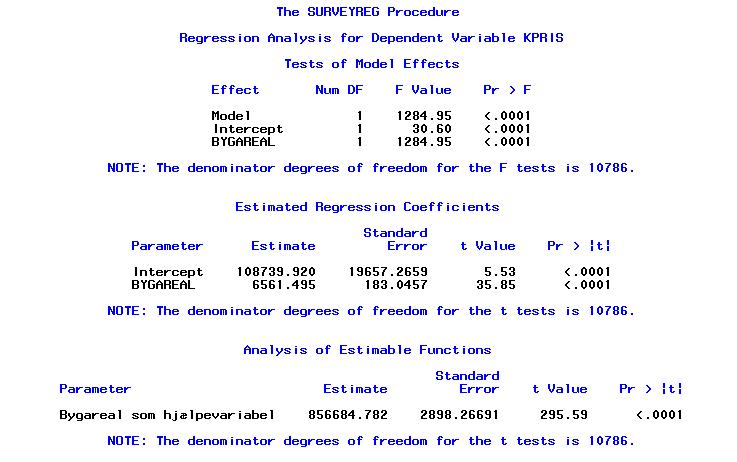 The SURVEYREG Procedure
Regression Analysis for Dependent Variable KPRIS
Tests of Model Effects
Effect Num DF F Value Pr > F
Model 1 1284.95 <.0001
Intercept 1 30.60 <.0001
BYGAREAL 1 1284.95 <.0001
NOTE: The denominator degrees of freedom for the F tests is 10786.
Estimated Regression Coefficients
Standard
Parameter Estimate Error t Value Pr > |t|
Intercept 108739.920 19657.2659 5.53 <.0001
BYGAREAL 6561.495 183.0457 35.85 <.0001
NOTE: The denominator degrees of freedom for the t tests is 10786.
Analysis of Estimable Functions
Standard
Parameter Estimate Error t Value Pr > |t|
Bygareal som hjælpevariabel 856684.782 2898.26691 295.59 <.0001
NOTE: The denominator degrees of freedom for the t tests is 10786.